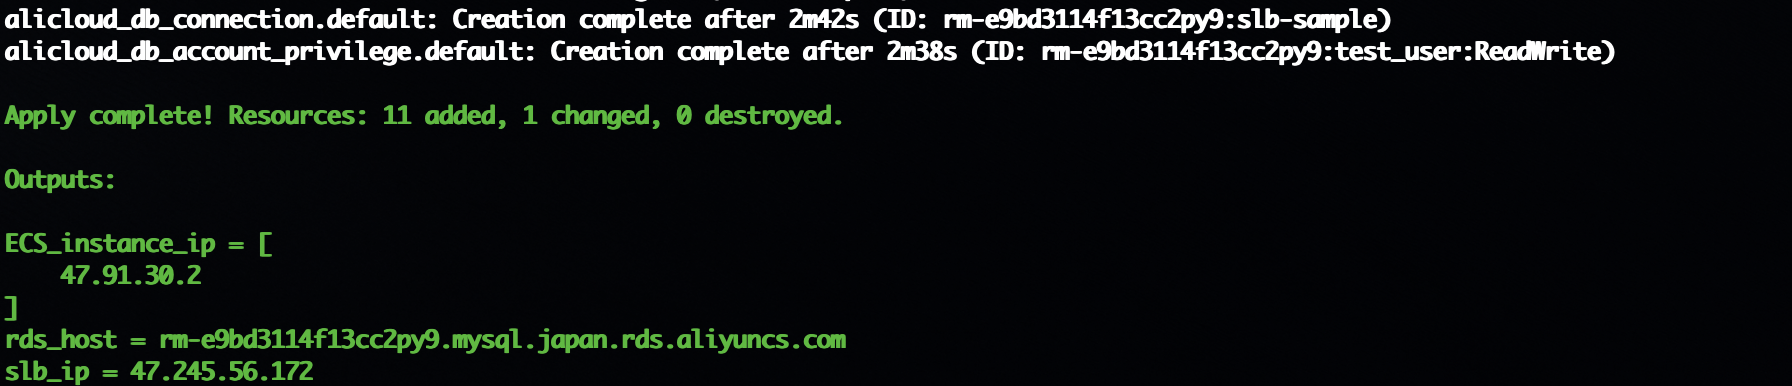 alicloud_db_connection.default: Creation complete after 2m42s (ID: rm-e9bd3114f13cc2py9:slb-sample)
alicloud_db_account_privilege.default: Creation complete after 2m38s (ID: rm-e9bd3114f13cc2py9:test_user:ReadWrite)
Apply complete! Resources: 11 added, 1 changed, 0 destroyed.
Outputs:
ECS_instance_ip = [
    47.91.30.2
]
rds_host = rm-e9bd3114f13cc2py9.mysql.japan.rds.aliyuncs.com
slb_ip = 47.245.56.172